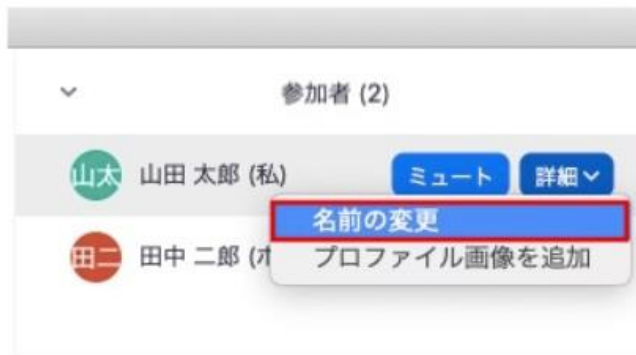 参加者 (2)
山太 山田 太郎 (私) ミュート 詳細
名前の変更
田二 田中 二郎 (ホ
プロファイル画像を追加